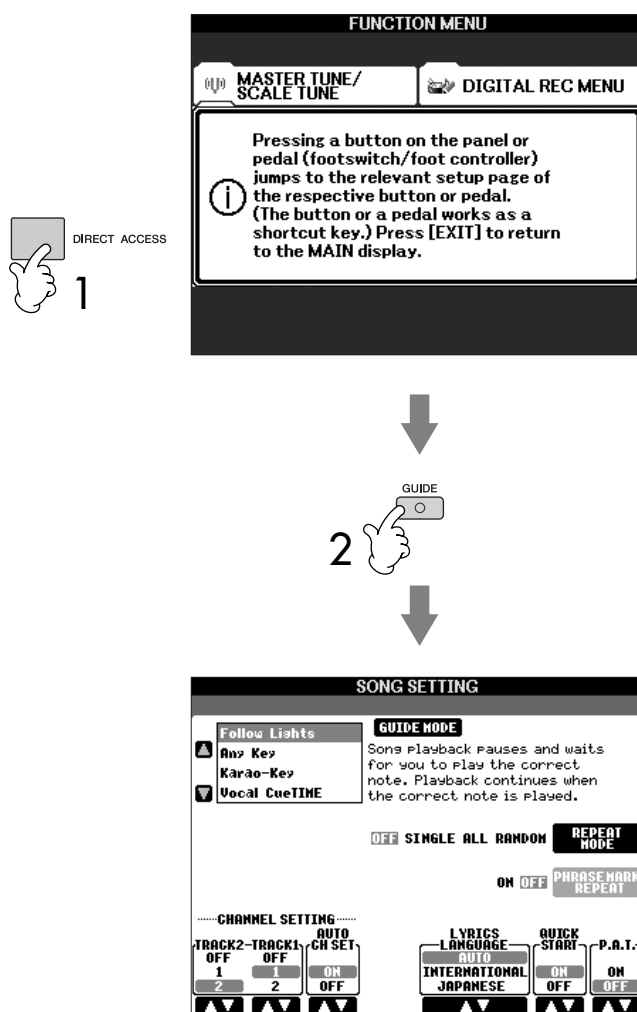 FUNCTION MENU
MASTER TUNE/
SCALE TUNE
DIGITAL REC MENU
Pressing a button on the panel or
pedal (footswitch/foot controller)
jumps to the relevant setup page of
the respective button or pedal.
(The button or a pedal works as a
shortcut key.) Press [EXIT] to return
to the MAIN display.
DIRECT ACCESS
1
GUIDE
2
SONG SETTING
Follow Lights
Any Key
Karao-Key
Vocal CueTIME
GUIDE MODE
Song Playback pauses and waits
for you to play the correct
note. Playback continues when
the correct note is played.
OFF SINGLE ALL RANDOM
REPEAT
MODE
ON OFF
PHRASE MARK
REPEAT
CHANNEL SETTING
TRACK2 TRACK1 AUTO CH SET
OFF OFF
1 1 ON
2 2 OFF
LYRICS LANGUAGE
AUTO
INTERNATIONAL
JAPANESE
QUICK START
ON
OFF
P.A.T.
ON
OFF